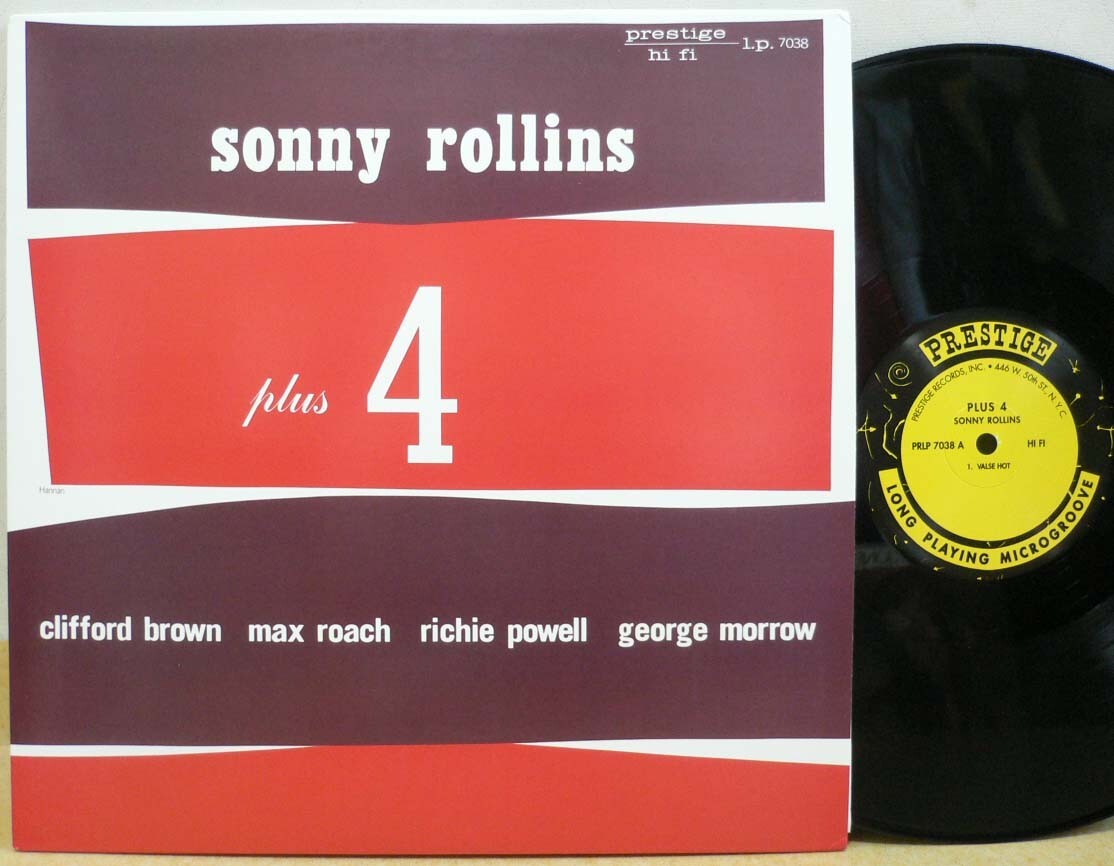 prestige
hi fi
l.p. 7038
sonny rollins
plus 4
Hannan
clifford brown max roach richie powell george morrow
PRESTIGE
PRESTIGE RECORDS, INC. • 446 W. 50th ST., N. Y. C.
PLUS 4
SONNY ROLLINS
PRLP 7038 A HI FI
1. VALSE HOT
LONG PLAYING MICROGROOVE